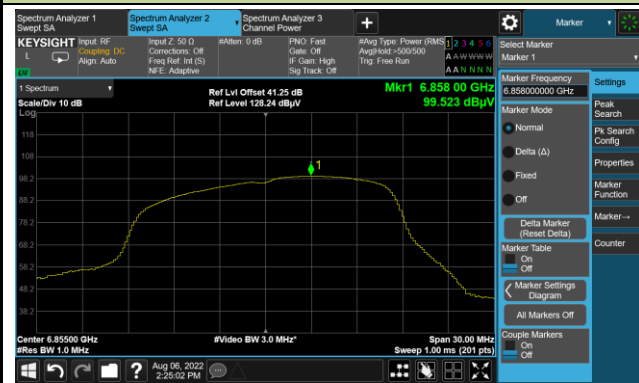 Spectrum Analyzer 1
Swept SA
Spectrum Analyzer 2
Swept SA
Spectrum Analyzer 3
Channel Power
+
Marker
KEYSIGHT
L
LW
Input: RF
Coupling: DC
Align: Auto
Input Z: 50 Ω
Corrections: Off
Freq Ref: Int (S)
NFE: Adaptive
#Atten: 0 dB
PNO: Fast
Gate: Off
IF Gain: High
Sig Track: Off
#Avg Type: Power (RMS
Avg|Hold:>500/500
Trig: Free Run
1 2 3 4 5 6
A A W W W W
A A N N N N
Select Marker
Marker 1
1 Spectrum
Scale/Div 10 dB
Log
Ref Lvl Offset 41.25 dB
Ref Level 128.24 dBµV
Mkr1 6.858 00 GHz
99.523 dBµV
118
108
98.2
88.2
78.2
68.2
58.2
48.2
38.2
1
Center 6.85500 GHz
#Res BW 1.0 MHz
#Video BW 3.0 MHz*
Span 30.00 MHz
Sweep 1.00 ms (201 pts)
Marker Frequency
6.858000000 GHz
Marker Mode
Normal
Delta (Δ)
Fixed
Off
Delta Marker
(Reset Delta)
Marker Table
On
Off
Marker Settings
Diagram
All Markers Off
Couple Markers
On
Off
Settings
Peak
Search
Pk Search
Config
Properties
Marker
Function
Marker→
Counter
?
Aug 06, 2022
2:25:02 PM